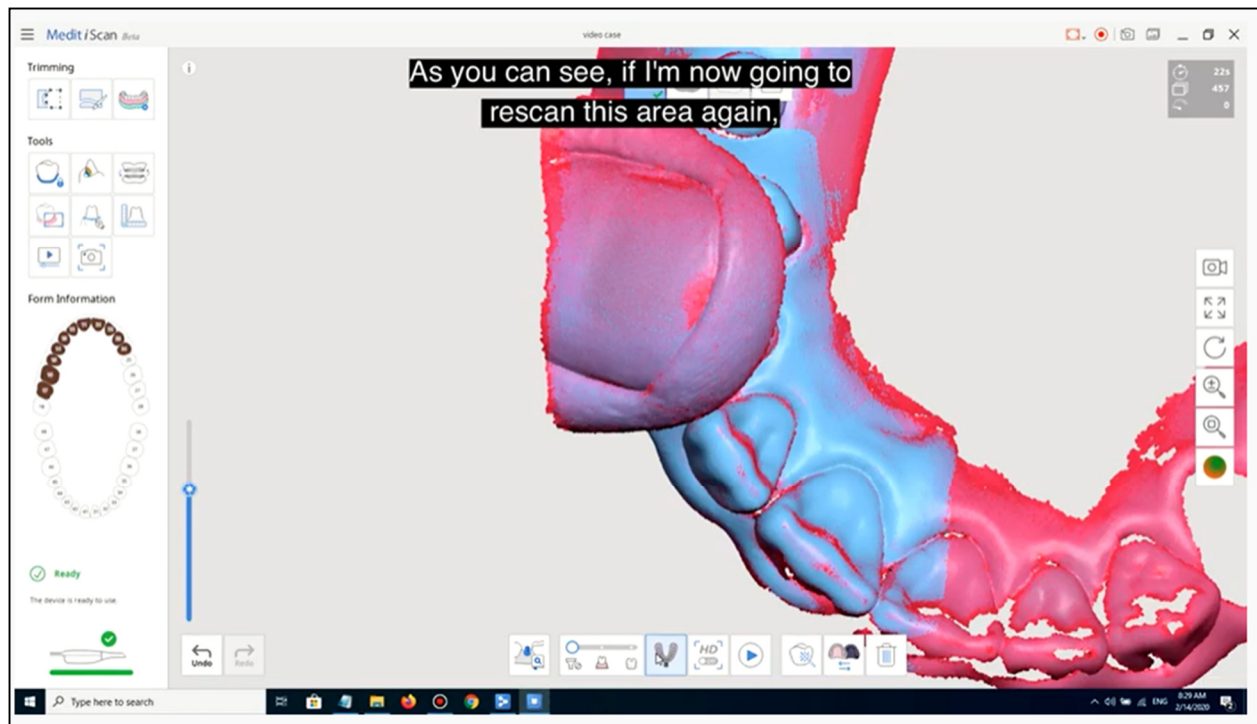 Medit iScan Beta
video case
Trimming
As you can see, if I'm now going to
rescan this area again,
22s
457
0
Tools
Form Information
Ready
The device is ready to use.
Undo
Redo
HD
Type here to search
ENG
8:29 AM
2/14/2020